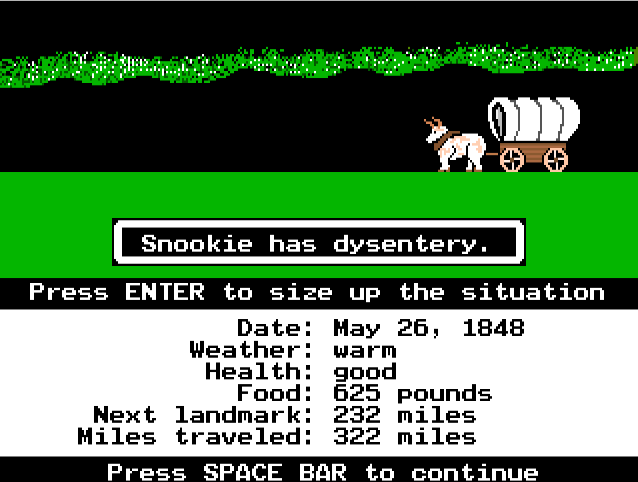 Snookie has dysentery.
Press ENTER to size up the situation
Date: May 26, 1848
Weather: warm
Health: good
Food: 625 pounds
Next landmark: 232 miles
Miles traveled: 322 miles
Press SPACE BAR to continue